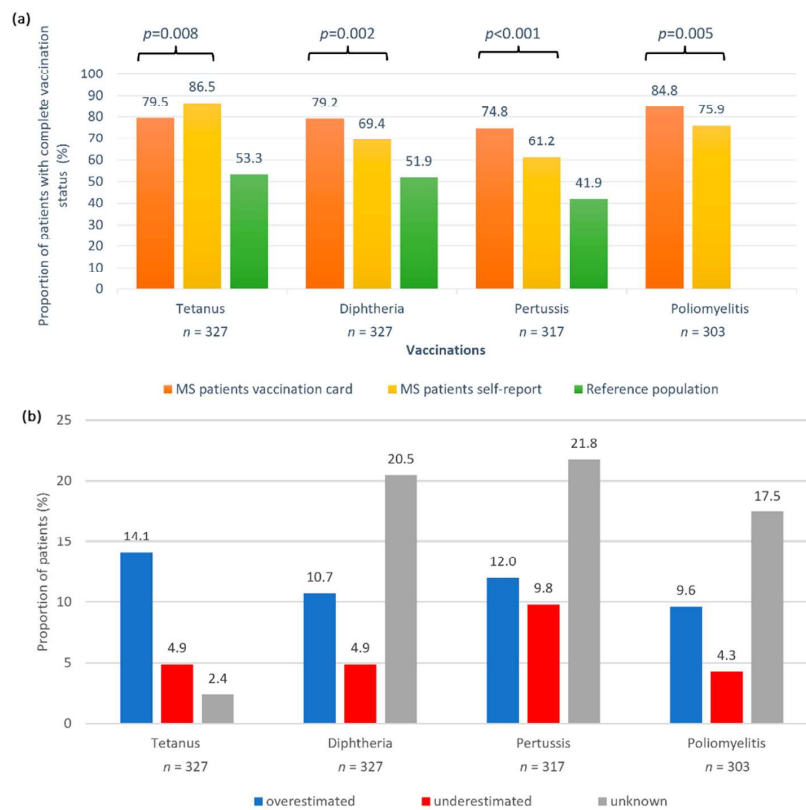 (a)
p=0.008 p=0.002 p<0.001 p=0.005
Proportion of patients with complete vaccination
status (%)
100
90
80
70
60
50
40
30
20
10
0
79.5 86.5 53.3
79.2 69.4 51.9
74.8 61.2 41.9
84.8 75.9
Tetanus Diphtheria Pertussis Poliomyelitis
n = 327 n = 327 n = 317 n = 303
Vaccinations
MS patients vaccination card MS patients self-report Reference population
(b)
Proportion of patients (%)
25
20
15
10
5
0
14.1 4.9 2.4
10.7 4.9 20.5
12.0 9.8 21.8
9.6 4.3 17.5
Tetanus Diphtheria Pertussis Poliomyelitis
n = 327 n = 327 n = 317 n = 303
overestimated underestimated unknown